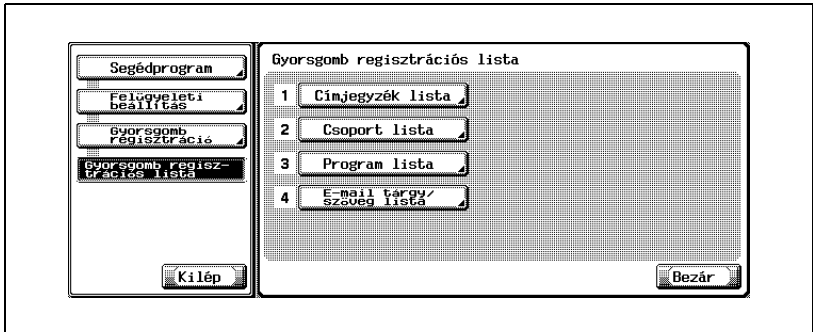 Segédprogram
Felügyeleti
beállítás
Gyorsgomb
regisztráció
Gyorsgomb regisz-
trációs lista
Kilép
Gyorsgomb regisztrációs lista
1 Címjegyzék lista
2 Csoport lista
3 Program lista
4 E-mail tárgy/
szöveg lista
Bezár